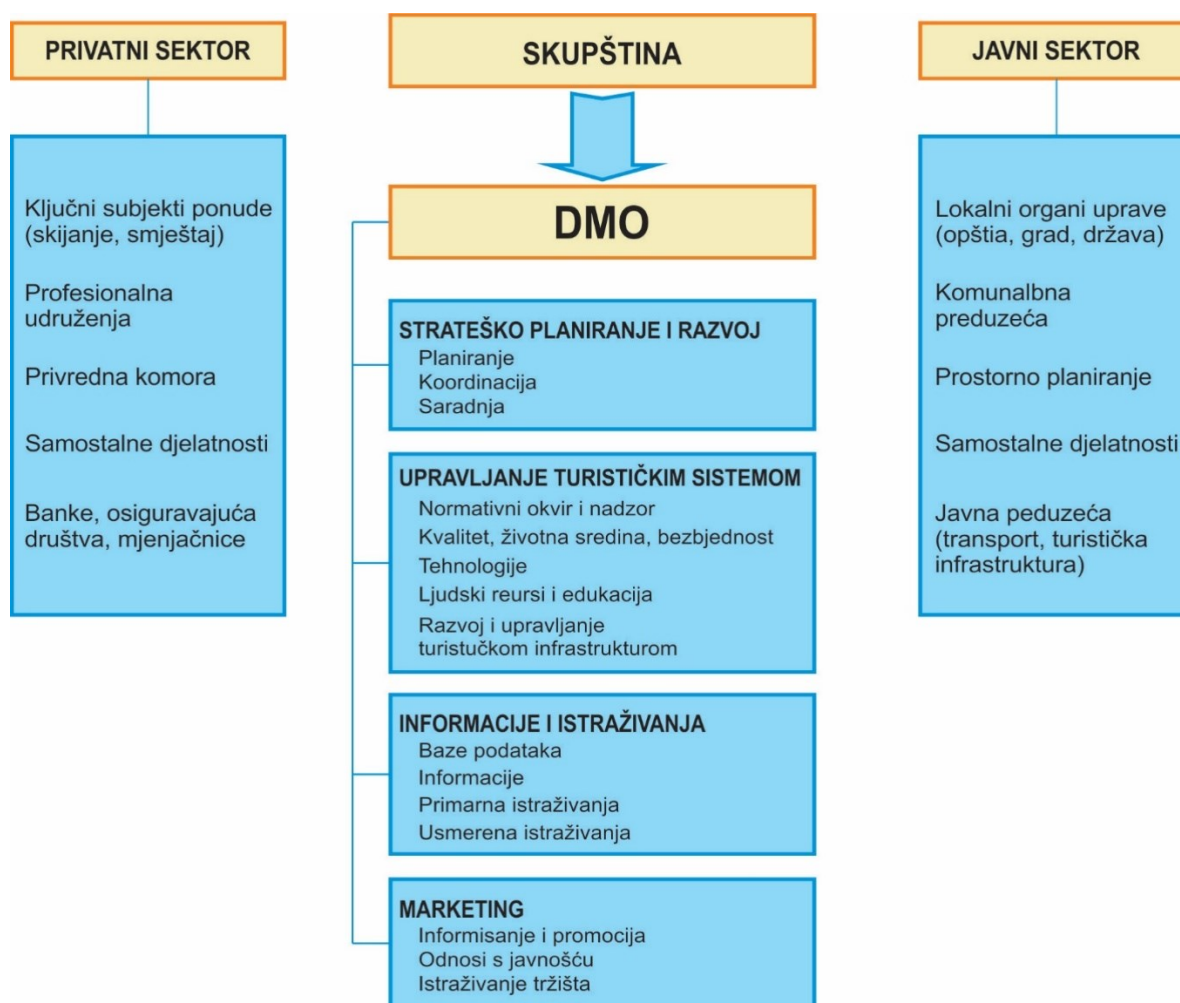 PRIVATNI SEKTOR
Ključni subjekti ponude
(skijanje, smještaj)
Profesionalna
udruženja
Privredna komora
Samostalne djelatnosti
Banke, osiguravajuća
društva, mjenjačnice
SKUPŠTINA
DMO
STRATEŠKO PLANIRANJE I RAZVOJ
Planiranje
Koordinacija
Saradnja
UPRAVLJANJE TURISTIČKIM SISTEMOM
Normativni okvir i nadzor
Kvalitet, životna sredina, bezbjednost
Tehnologije
Ljudski reursi i edukacija
Razvoj i upravljanje
turistučkom infrastrukturom
INFORMACIJE I ISTRAŽIVANJA
Baze podataka
Informacije
Primarna istraživanja
Usmerena istraživanja
MARKETING
Informisanje i promocija
Odnosi s javnošću
Istraživanje tržišta
JAVNI SEKTOR
Lokalni organi uprave
(opštia, grad, država)
Komunalbna
preduzeća
Prostorno planiranje
Samostalne djelatnosti
Javna peduzeća
(transport, turistička
infrastruktura)